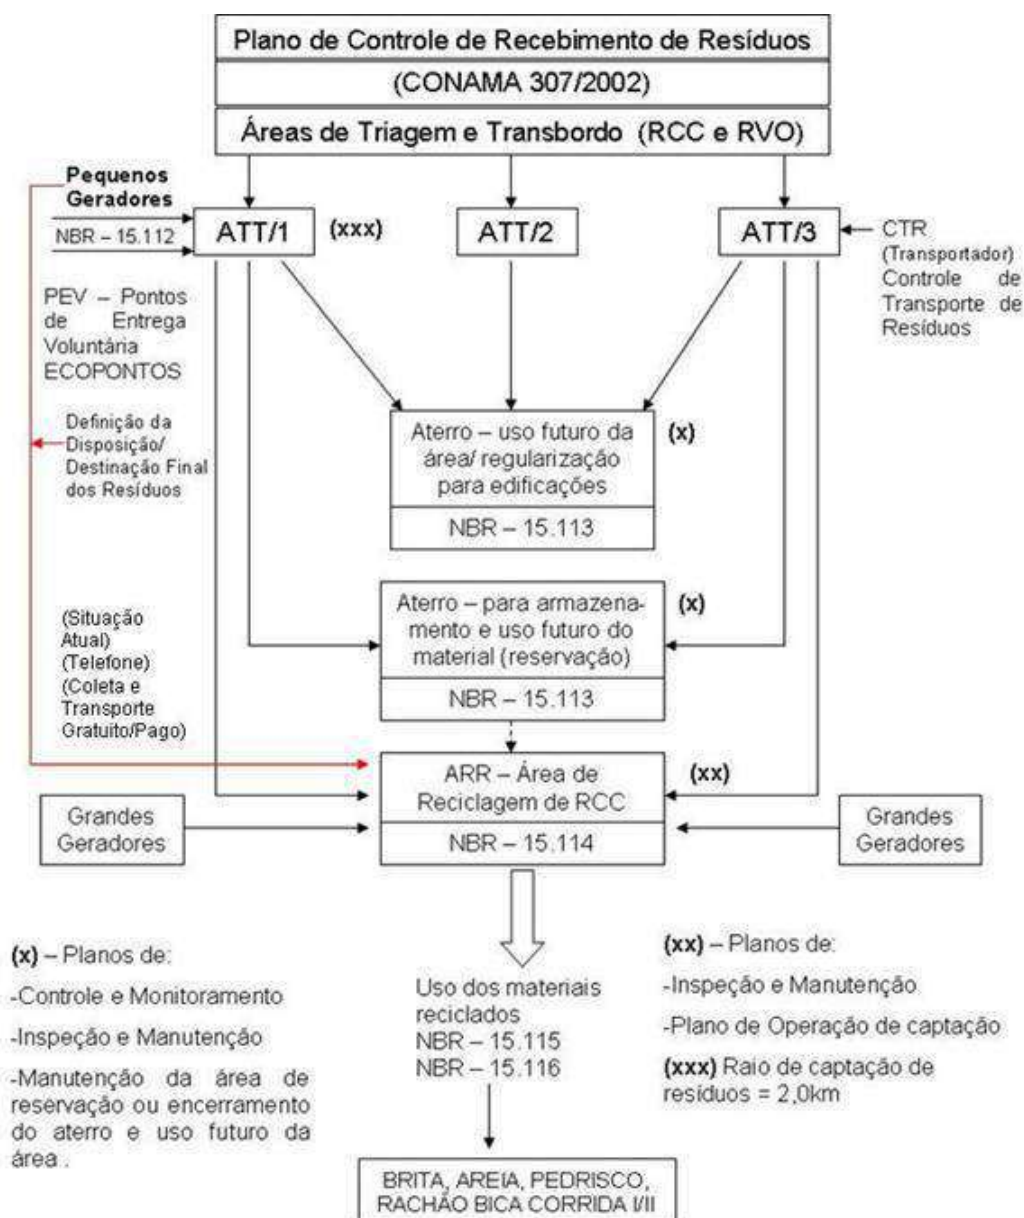 Plano de Controle de Recebimento de Resíduos
(CONAMA 307/2002)
Áreas de Triagem e Transbordo (RCC e RVO)
Pequenos
Geradores
NBR – 15.112
ATT/1
(xxx)
ATT/2
ATT/3
CTR
(Transportador)
Controle de
Transporte de
Resíduos
PEV – Pontos
de Entrega
Voluntária
ECOPONTOS
Definição da
Disposição/
Destinação Final
dos Resíduos
Aterro – uso futuro da
área/ regularização
para edificações
(x)
NBR – 15.113
(Situação
Atual)
(Telefone)
(Coleta e
Transporte
Gratuito/Pago)
Aterro – para armazena-
mento e uso futuro do
material (reservação)
(x)
NBR – 15.113
ARR – Área de
Reciclagem de RCC
(xx)
NBR – 15.114
Grandes
Geradores
Grandes
Geradores
(x) – Planos de:
-Controle e Monitoramento
-Inspeção e Manutenção
-Manutenção da área de
reservação ou encerramento
do aterro e uso futuro da
área .
Uso dos materiais
reciclados
NBR – 15.115
NBR – 15.116
(xx) – Planos de:
-Inspeção e Manutenção
-Plano de Operação de captação
(xxx) Raio de captação de
resíduos = 2,0km
BRITA, AREIA, PEDRISCO,
RACHÃO BICA CORRIDA I/II